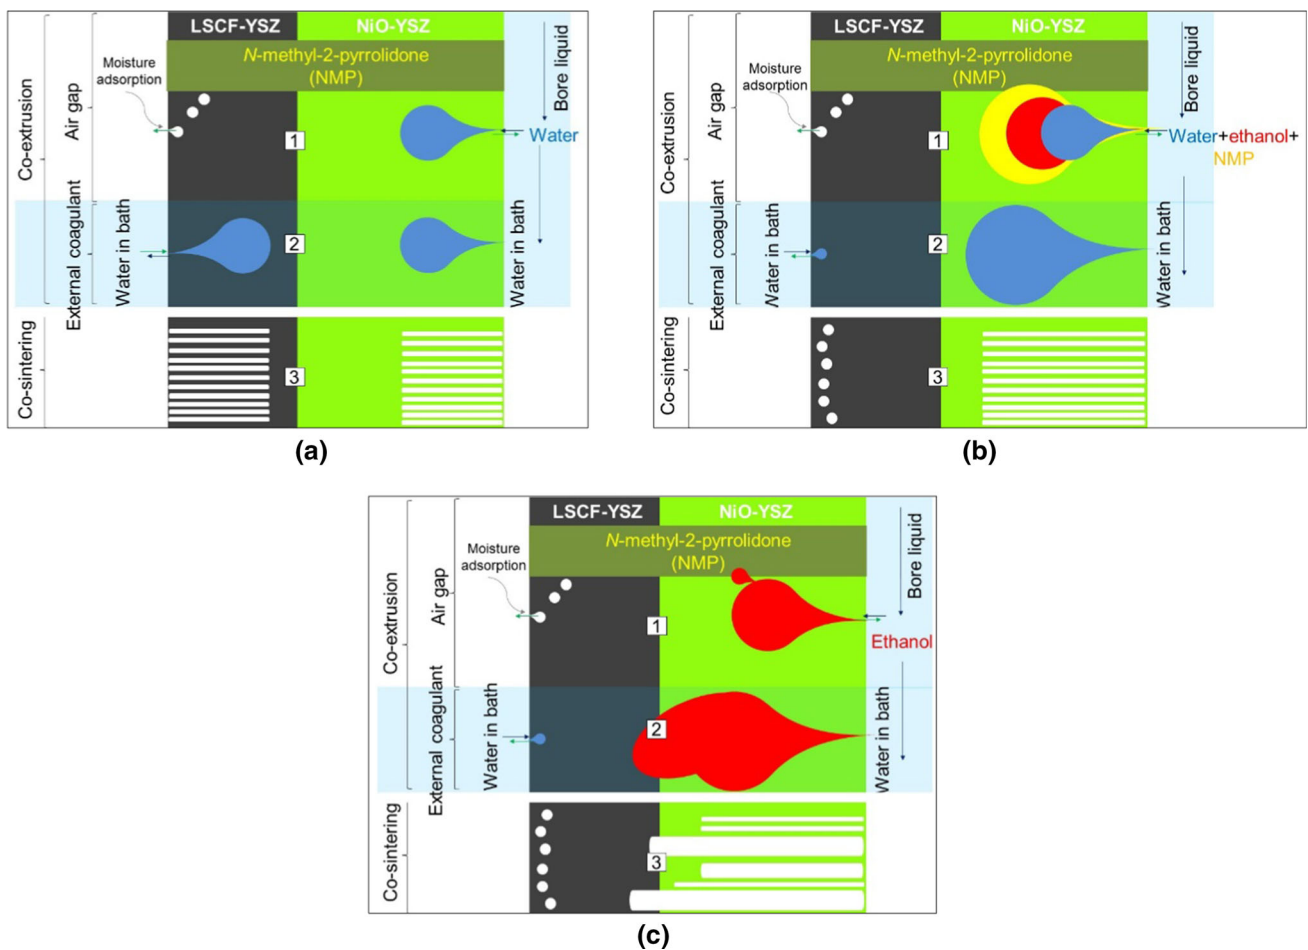 LSCF-YSZ
NiO-YSZ
N-methyl-2-pyrrolidone
(NMP)
Moisture
adsorption
Co-extrusion
Air gap
Bore liquid
1
Water
External coagulant
Water in bath
2
Water in bath
Co-sintering
3
(a)
LSCF-YSZ
NiO-YSZ
N-methyl-2-pyrrolidone
(NMP)
Moisture
adsorption
Co-extrusion
Air gap
Bore liquid
1
Water+ethanol+
NMP
External coagulant
Water in bath
2
Water in bath
Co-sintering
3
(b)
LSCF-YSZ
NiO-YSZ
N-methyl-2-pyrrolidone
(NMP)
Moisture
adsorption
Co-extrusion
Air gap
Bore liquid
1
Ethanol
External coagulant
Water in bath
2
Water in bath
Co-sintering
3
(c)